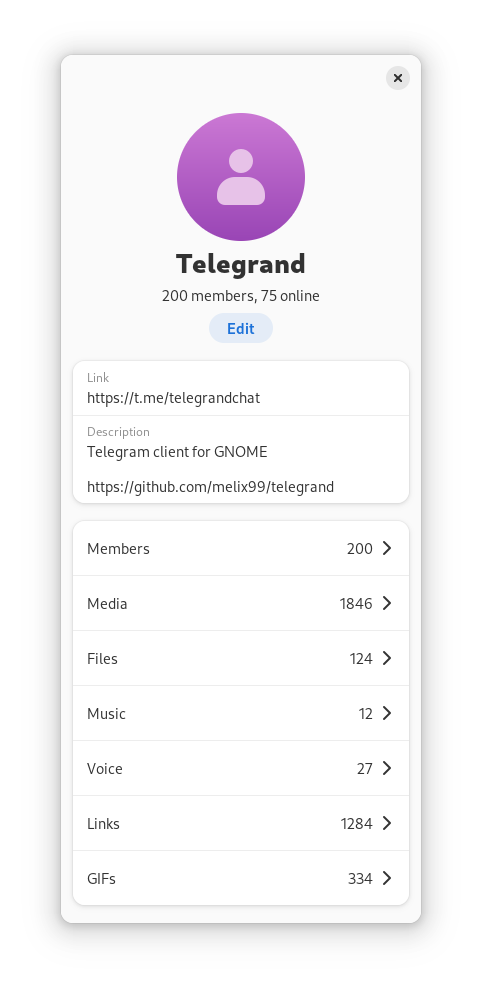 Telegrand
200 members, 75 online
Edit
Link
https://t.me/telegrandchat
Description
Telegram client for GNOME
https://github.com/melix99/telegrand
Members 200
Media 1846
Files 124
Music 12
Voice 27
Links 1284
GIFs 334